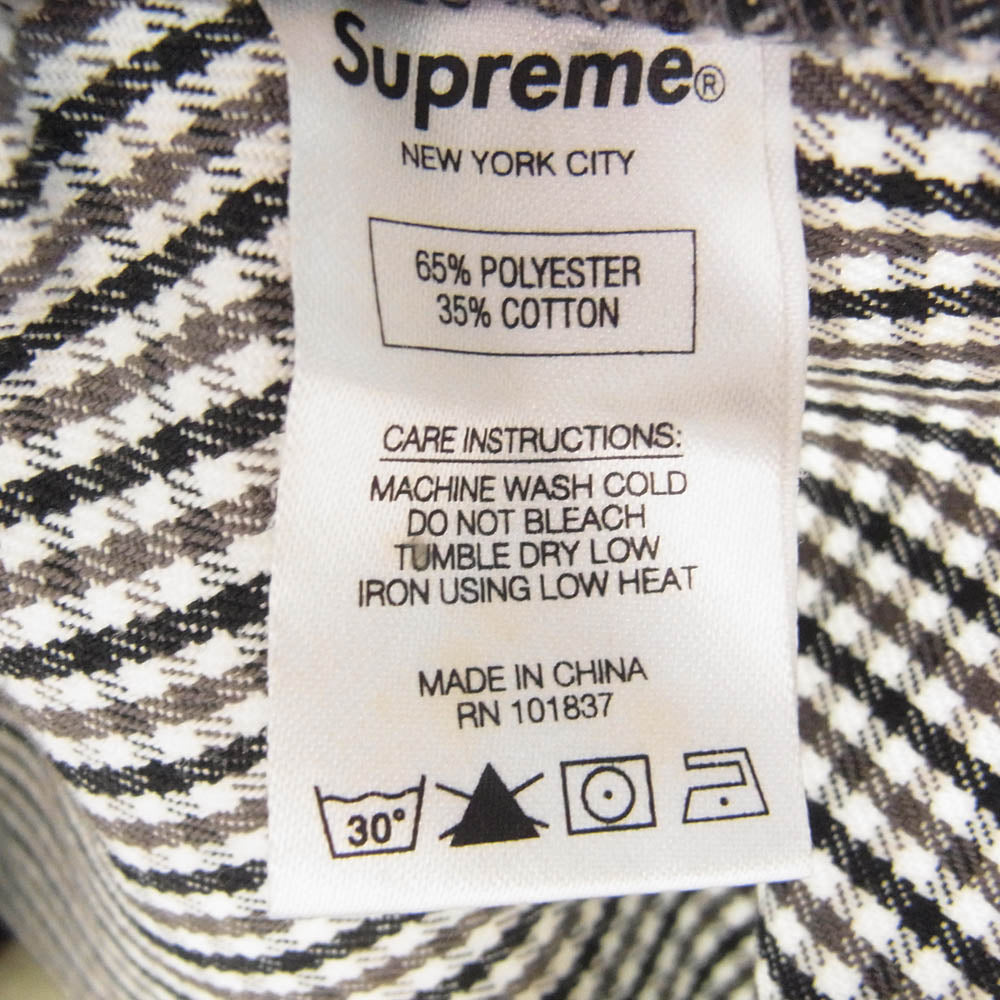 Supreme®
NEW YORK CITY
65% POLYESTER
35% COTTON
CARE INSTRUCTIONS:
MACHINE WASH COLD
DO NOT BLEACH
TUMBLE DRY LOW
IRON USING LOW HEAT
MADE IN CHINA
RN 101837
30°